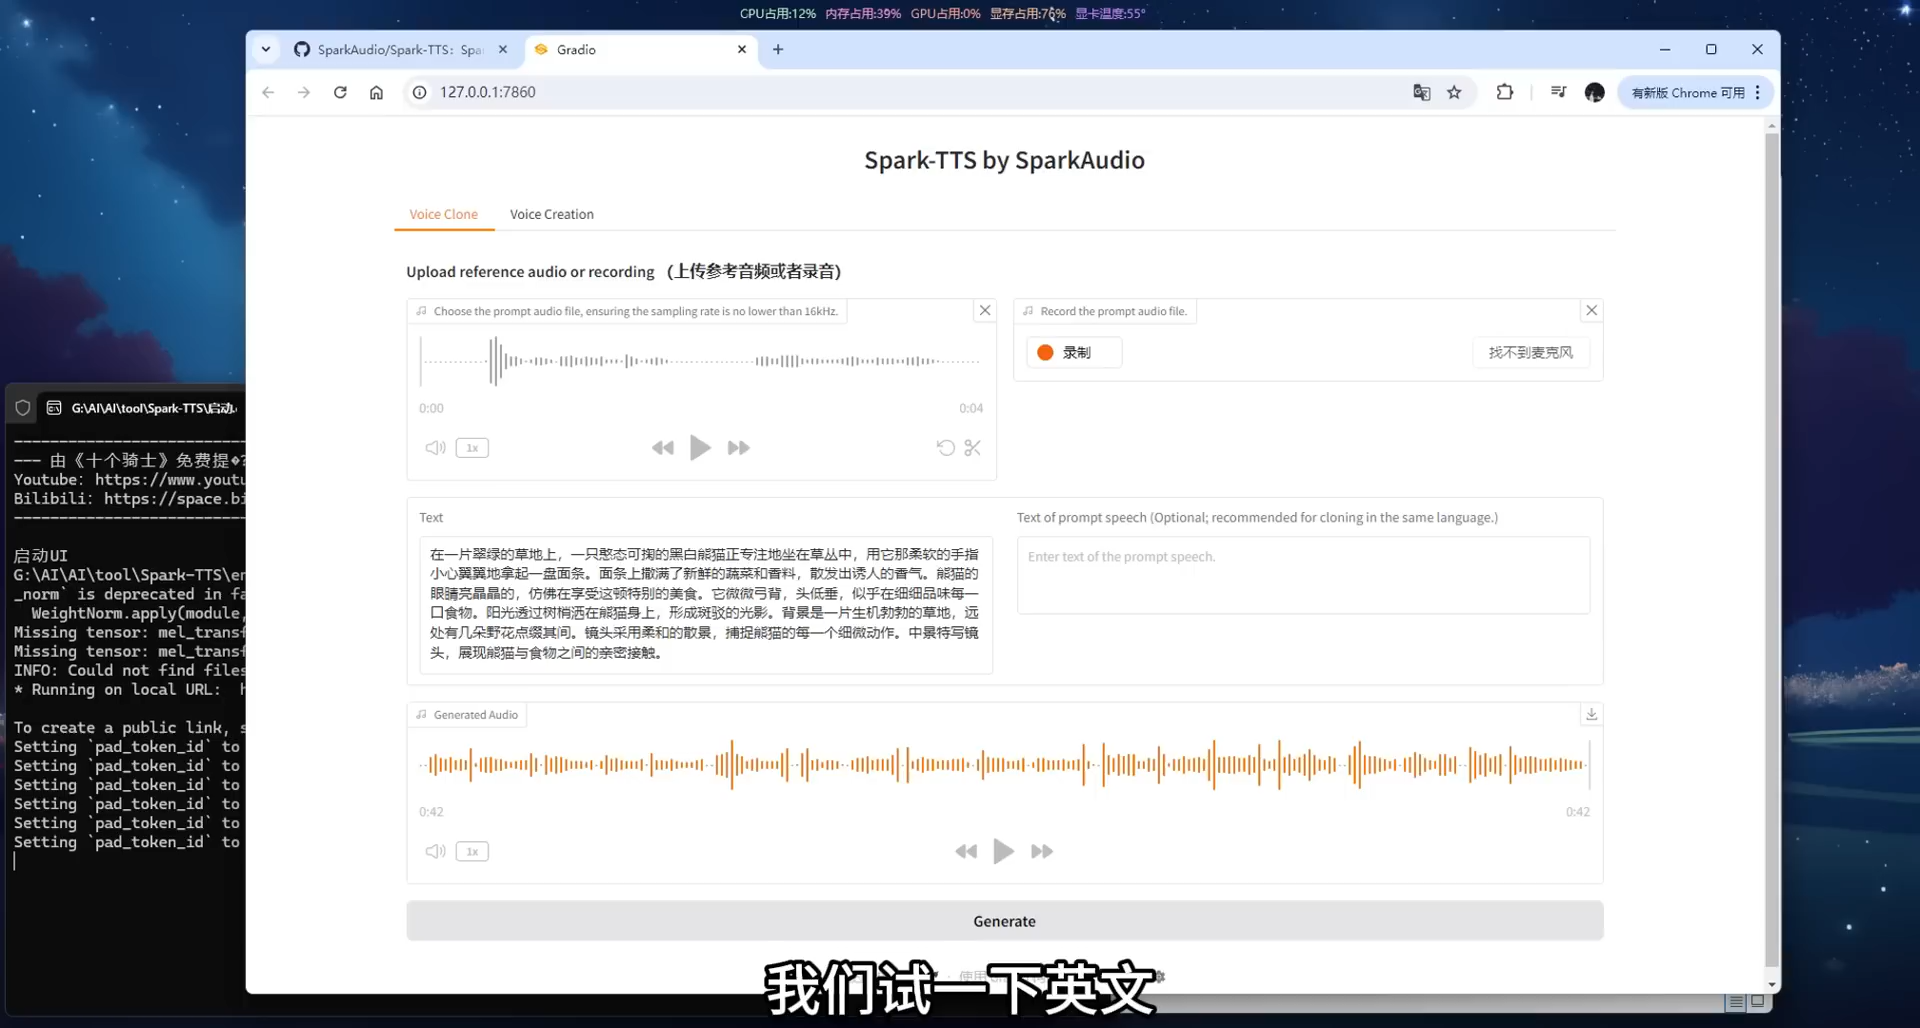 CPU占用:12% 内存占用:39% GPU占用:0% 显存占用:76% 显卡温度:55°
SparkAudio/Spark-TTS: Spa
Gradio
127.0.0.1:7860
有新版 Chrome 可用
Spark-TTS by SparkAudio
Voice Clone
Voice Creation
Upload reference audio or recording （上传参考音频或者录音）
Choose the prompt audio file, ensuring the sampling rate is no lower than 16kHz.
Record the prompt audio file.
录制
找不到麦克风
0:00
0:04
1x
Text
Text of prompt speech (Optional; recommended for cloning in the same language.)
在一片翠绿的草地上，一只憨态可掬的黑白熊猫正专注地坐在草丛中，用它那柔软的手指
小心翼翼地拿起一盘面条。面条上撒满了新鲜的蔬菜和香料，散发出诱人的香气。熊猫的
眼睛亮晶晶的，仿佛在享受这顿特别的美食。它微微弓背，头低垂，似乎在细细品味每一
口食物。阳光透过树梢洒在熊猫身上，形成斑驳的光影。背景是一片生机勃勃的草地，远
处有几朵野花点缀其间。镜头采用柔和的散景，捕捉熊猫的每一个细微动作。中景特写镜
头，展现熊猫与食物之间的亲密接触。
Enter text of the prompt speech.
Generated Audio
0:42
0:42
1x
Generate
使用
我们试一下英文
G:\AI\AI\tool\Spark-TTS\启动.
--- 由《十个骑士》免费提�?
Youtube: https://www.youtu
Bilibili: https://space.bi
启动UI
G:\AI\AI\tool\Spark-TTS\en
_norm` is deprecated in fa
WeightNorm.apply(module,
Missing tensor: mel_transf
Missing tensor: mel_transf
INFO: Could not find files
* Running on local URL: h
To create a public link, s
Setting `pad_token_id` to
Setting `pad_token_id` to
Setting `pad_token_id` to
Setting `pad_token_id` to
Setting `pad_token_id` to
Setting `pad_token_id` to